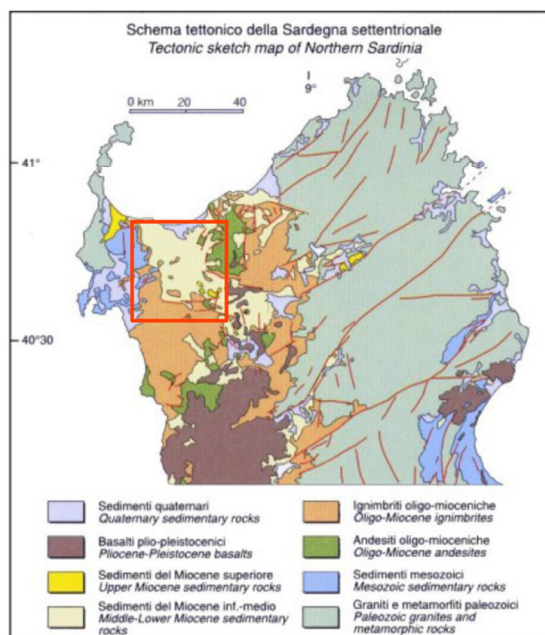 Schema tettonico della Sardegna settentrionale
Tectonic sketch map of Northern Sardinia
9°
0 km 20 40
41°
40°30
Sedimenti quaternari
Quaternary sedimentary rocks
Basalti plio-pleistocenici
Pliocene-Pleistocene basalts
Sedimenti del Miocene superiore
Upper Miocene sedimentary rocks
Sedimenti del Miocene inf.-medio
Middle-Lower Miocene sedimentary
rocks
Ignimbriti oligo-mioceniche
Oligo-Miocene ignimbrites
Andesiti oligo-mioceniche
Oligo-Miocene andesites
Sedimenti mesozoici
Mesozoic sedimentary rocks
Graniti e metamorfiti paleozoici
Paleozoic granites and
metamorphic rocks